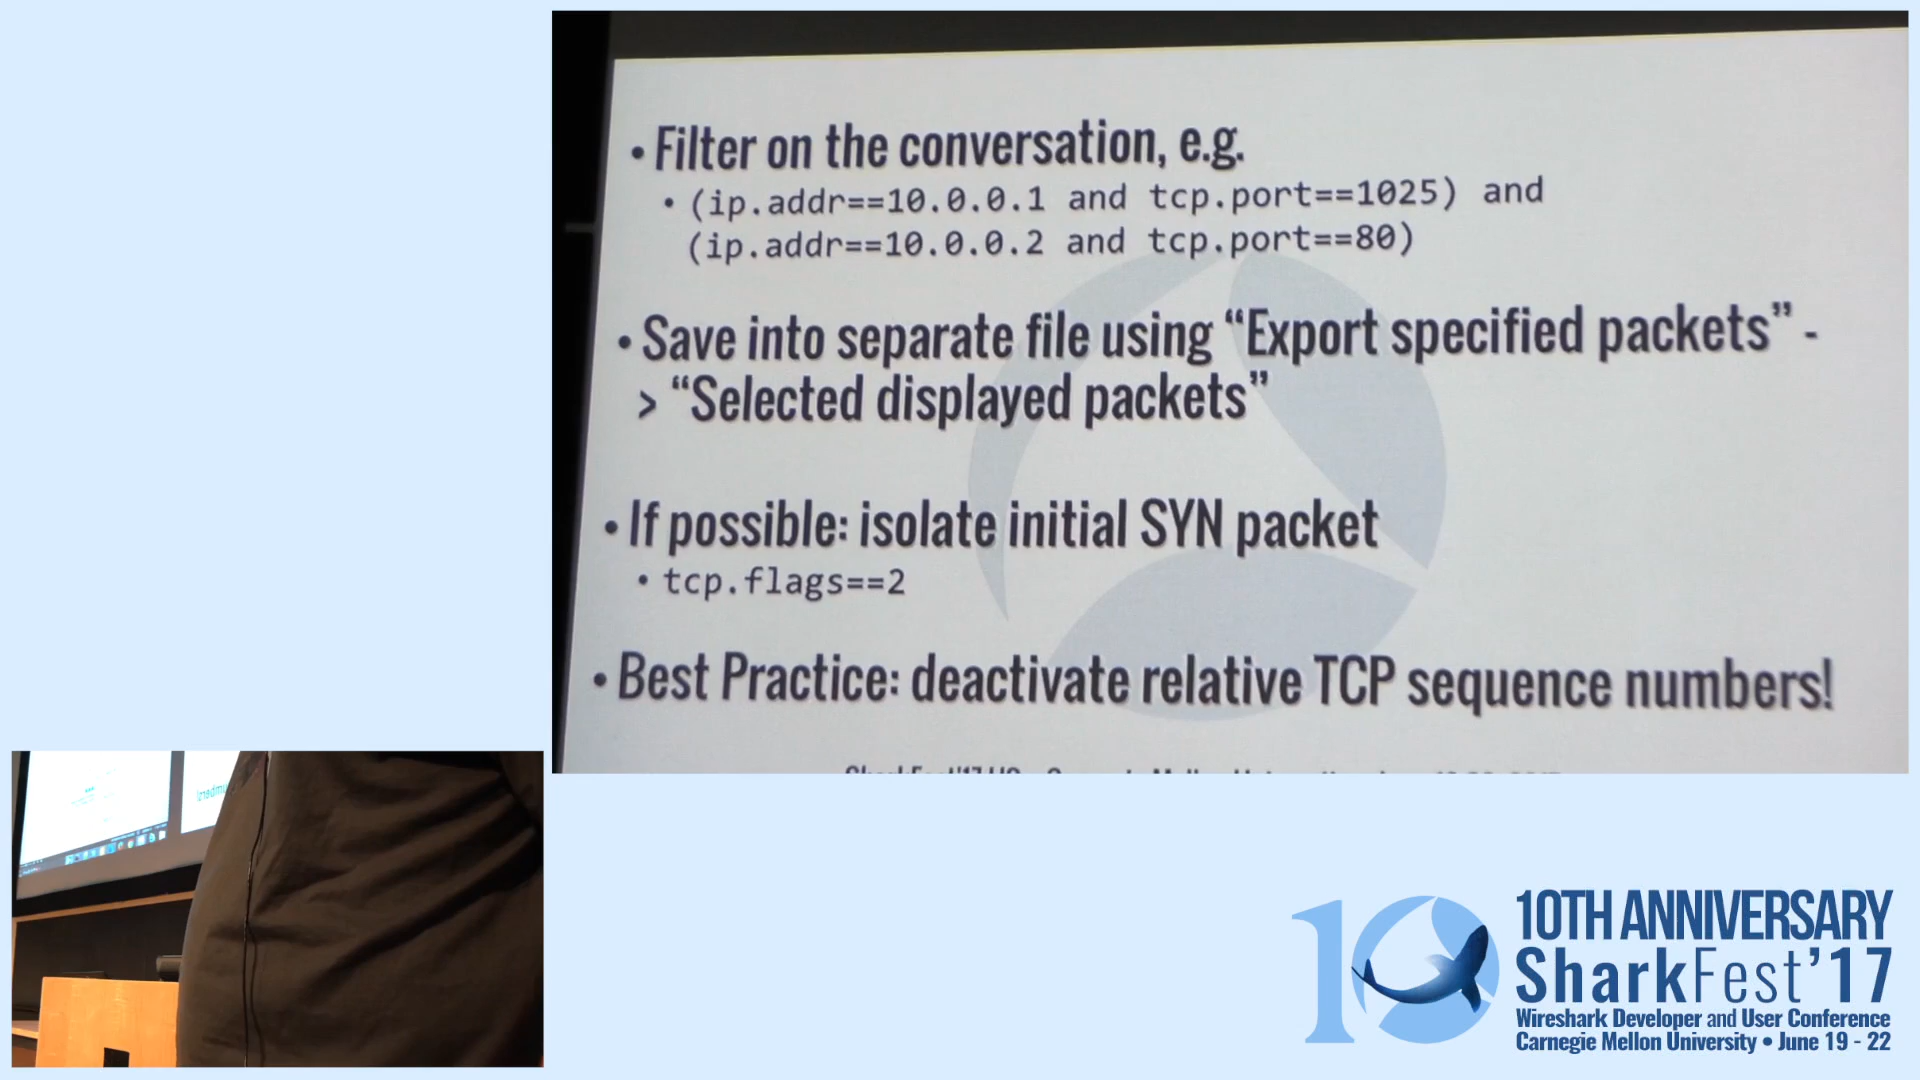 • Filter on the conversation, e.g.
• (ip.addr==10.0.0.1 and tcp.port==1025) and
(ip.addr==10.0.0.2 and tcp.port==80)
• Save into separate file using “Export specified packets” -
> “Selected displayed packets”
• If possible: isolate initial SYN packet
• tcp.flags==2
• Best Practice: deactivate relative TCP sequence numbers!
10
10TH ANNIVERSARY
SharkFest’17
Wireshark Developer and User Conference
Carnegie Mellon University • June 19 - 22